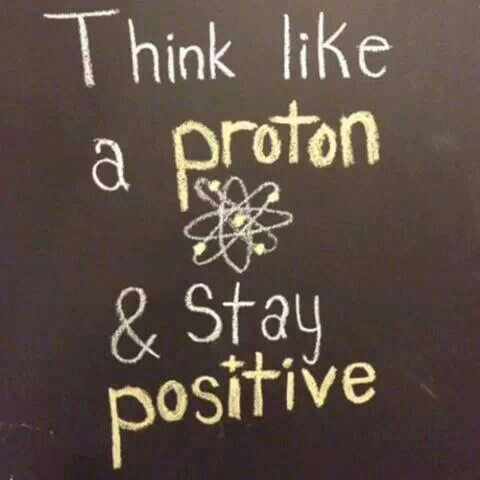 Think like
a proton
& Stay
positive